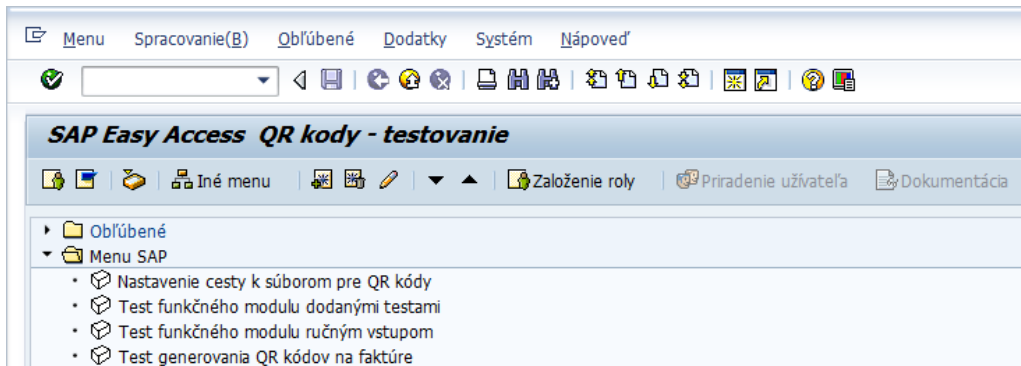 Menu Spracovanie(B) Obľúbené Dodatky Systém Nápoveď
SAP Easy Access QR kody - testovanie
Iné menu Založenie roly Priradenie užívateľa Dokumentácia
Obľúbené
Menu SAP
Nastavenie cesty k súborom pre QR kódy
Test funkčného modulu dodanými testami
Test funkčného modulu ručným vstupom
Test generovania QR kódov na faktúre